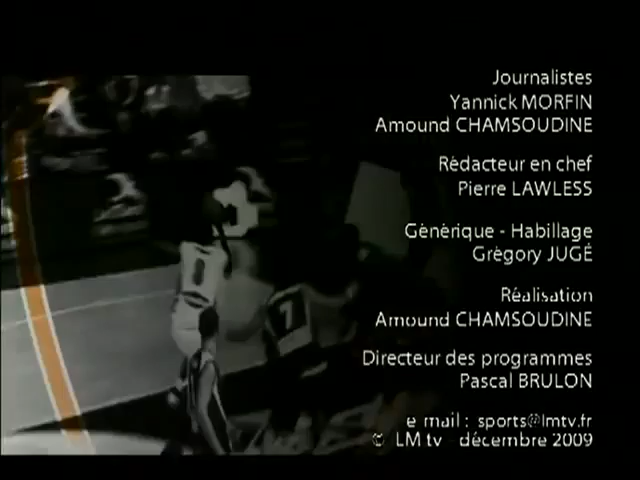 Journalistes
Yannick MORFIN
Amound CHAMSOUDINE
Rédacteur en chef
Pierre LAWLESS
Générique - Habillage
Grégory JUGÉ
Réalisation
Amound CHAMSOUDINE
Directeur des programmes
Pascal BRULON
e mail : sports@lmtv.fr
© LM tv - décembre 2009
7